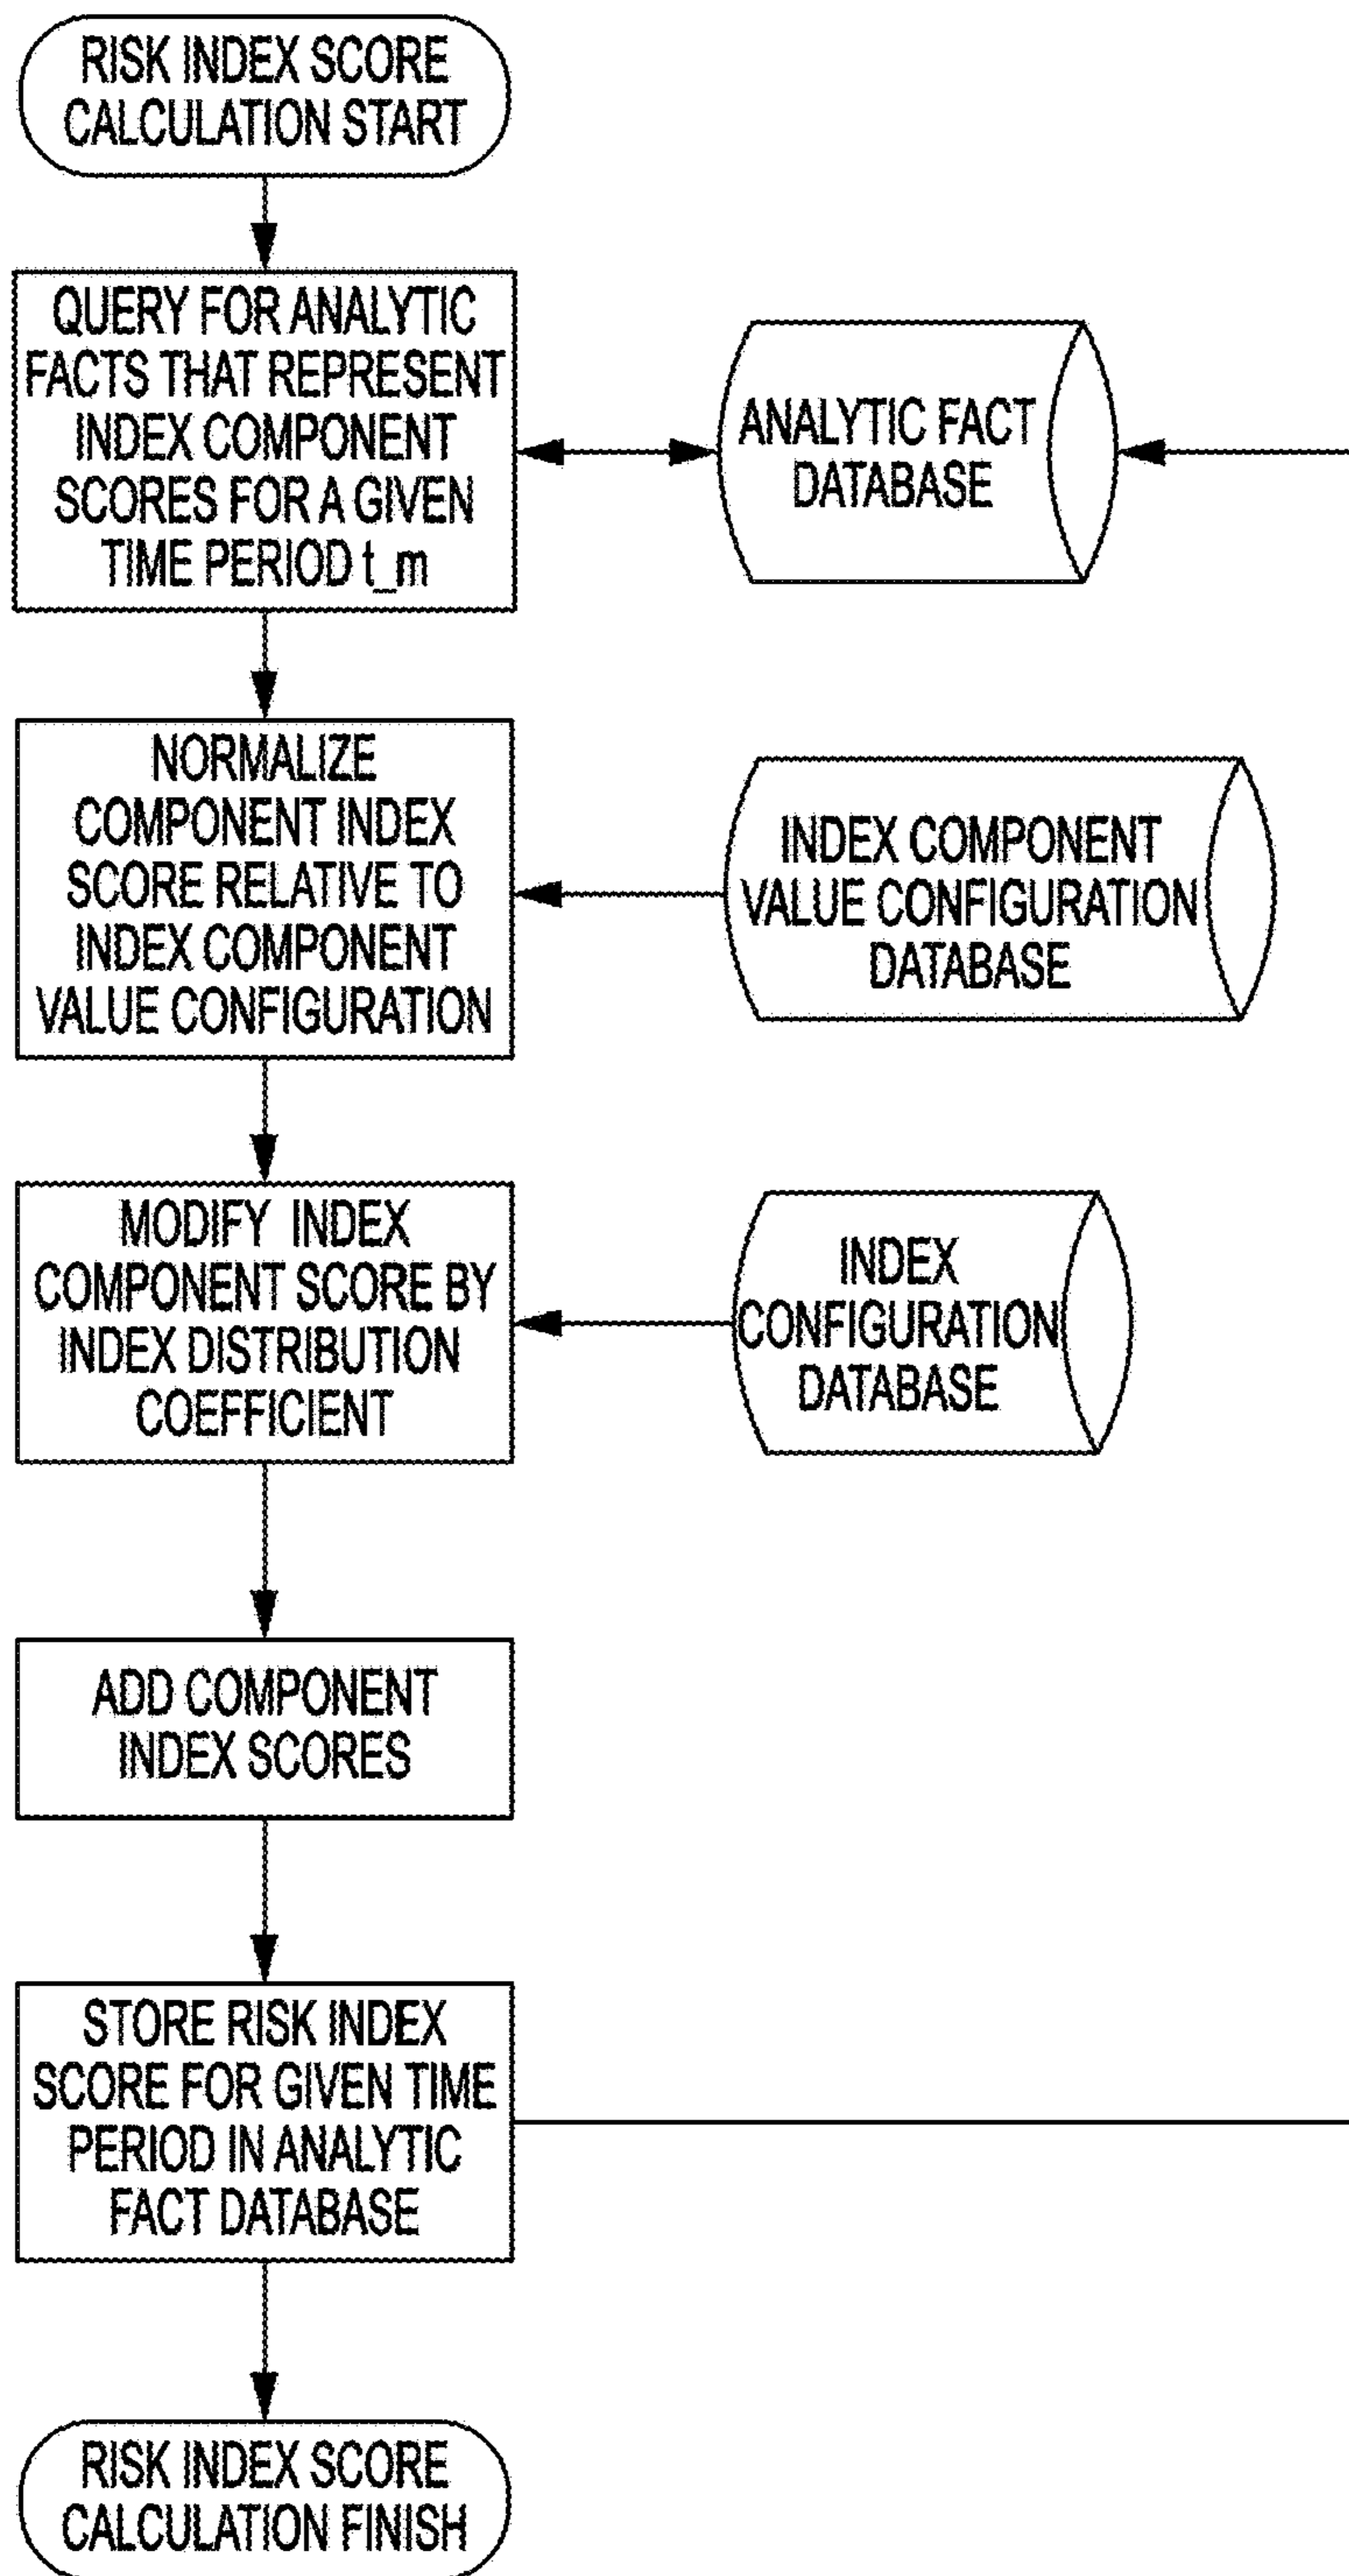 RISK INDEX SCORE
CALCULATION START
QUERY FOR ANALYTIC
FACTS THAT REPRESENT
INDEX COMPONENT
SCORES FOR A GIVEN
TIME PERIOD t_m
ANALYTIC FACT
DATABASE
NORMALIZE
COMPONENT INDEX
SCORE RELATIVE TO
INDEX COMPONENT
VALUE CONFIGURATION
INDEX COMPONENT
VALUE CONFIGURATION
DATABASE
MODIFY INDEX
COMPONENT SCORE BY
INDEX DISTRIBUTION
COEFFICIENT
INDEX
CONFIGURATION
DATABASE
ADD COMPONENT
INDEX SCORES
STORE RISK INDEX
SCORE FOR GIVEN TIME
PERIOD IN ANALYTIC
FACT DATABASE
RISK INDEX SCORE
CALCULATION FINISH